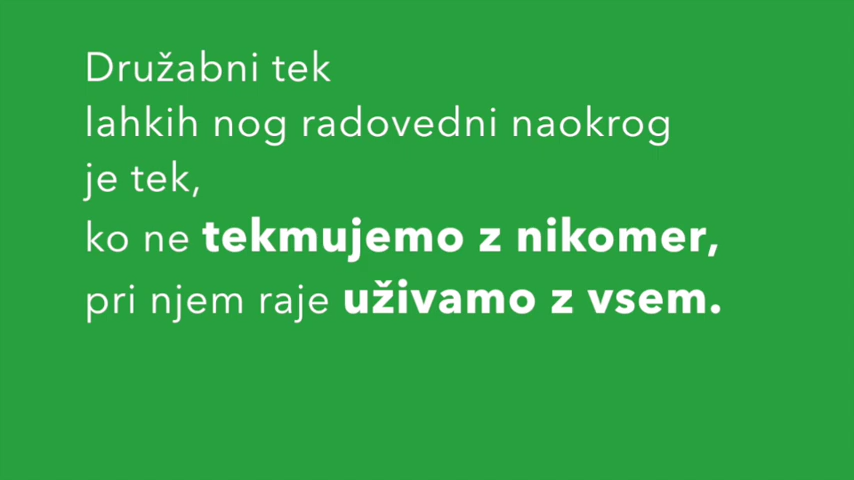 Družabni tek
lahkih nog radovedni naokrog
je tek,
ko ne tekmujemo z nikomer,
pri njem raje uživamo z vsem.